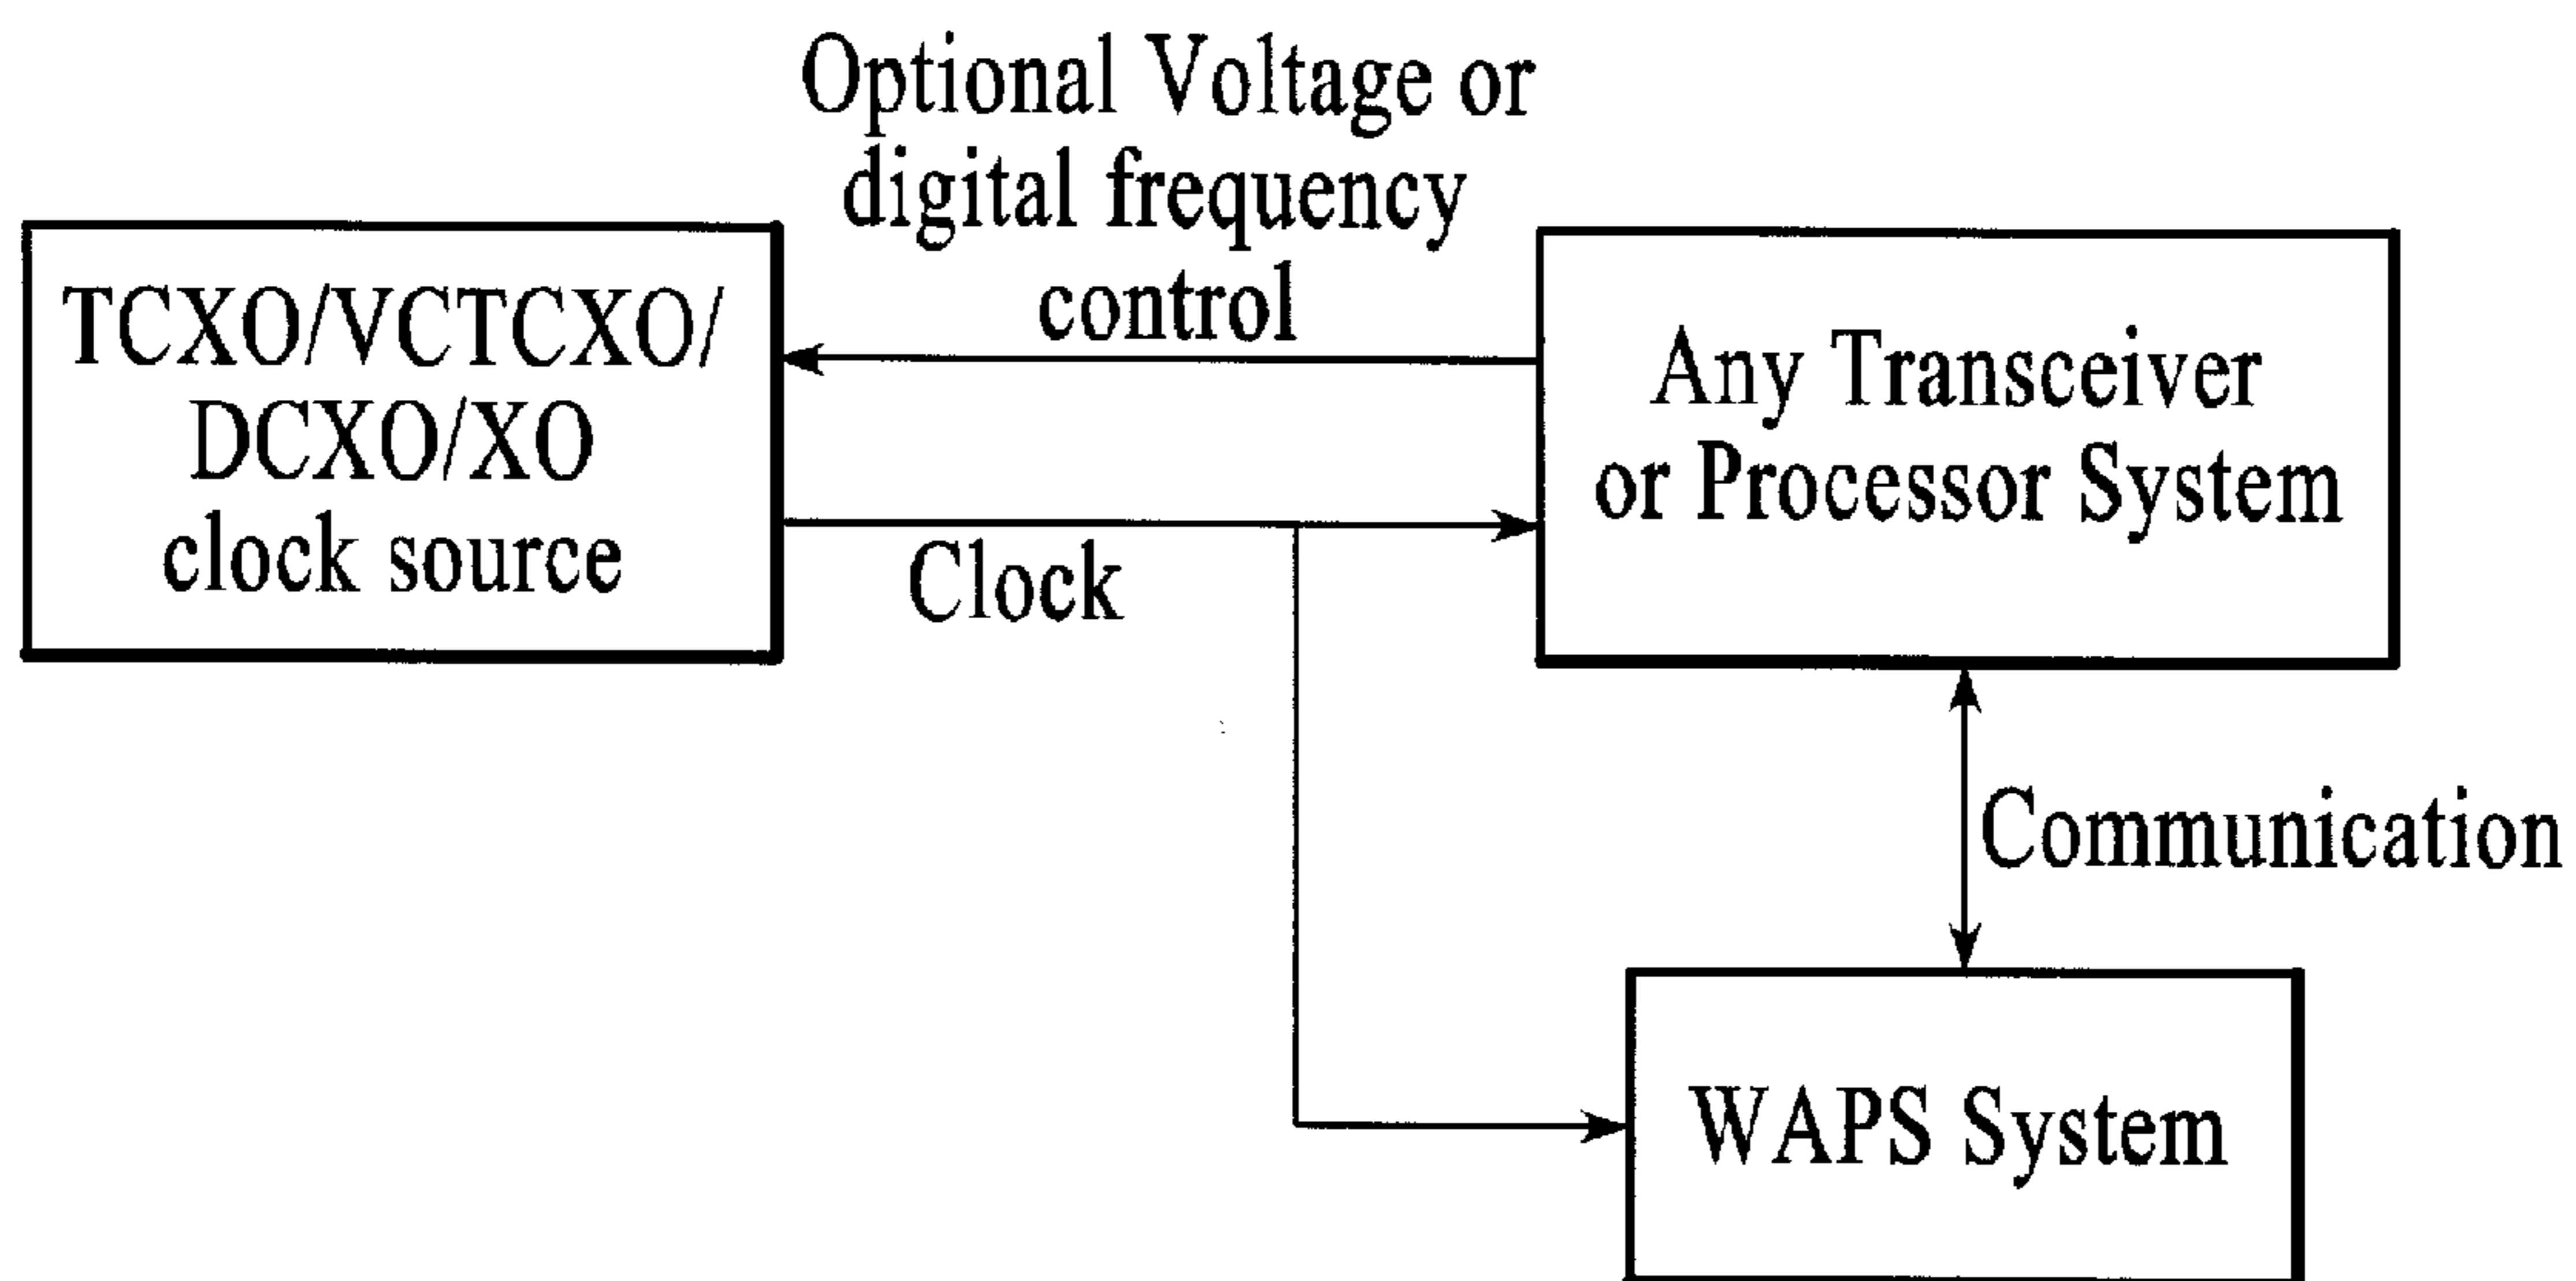 Optional Voltage or
digital frequency
control
TCXO/VCTCXO/
DCXO/XO
clock source
Any Transceiver
or Processor System
Clock
Communication
WAPS System